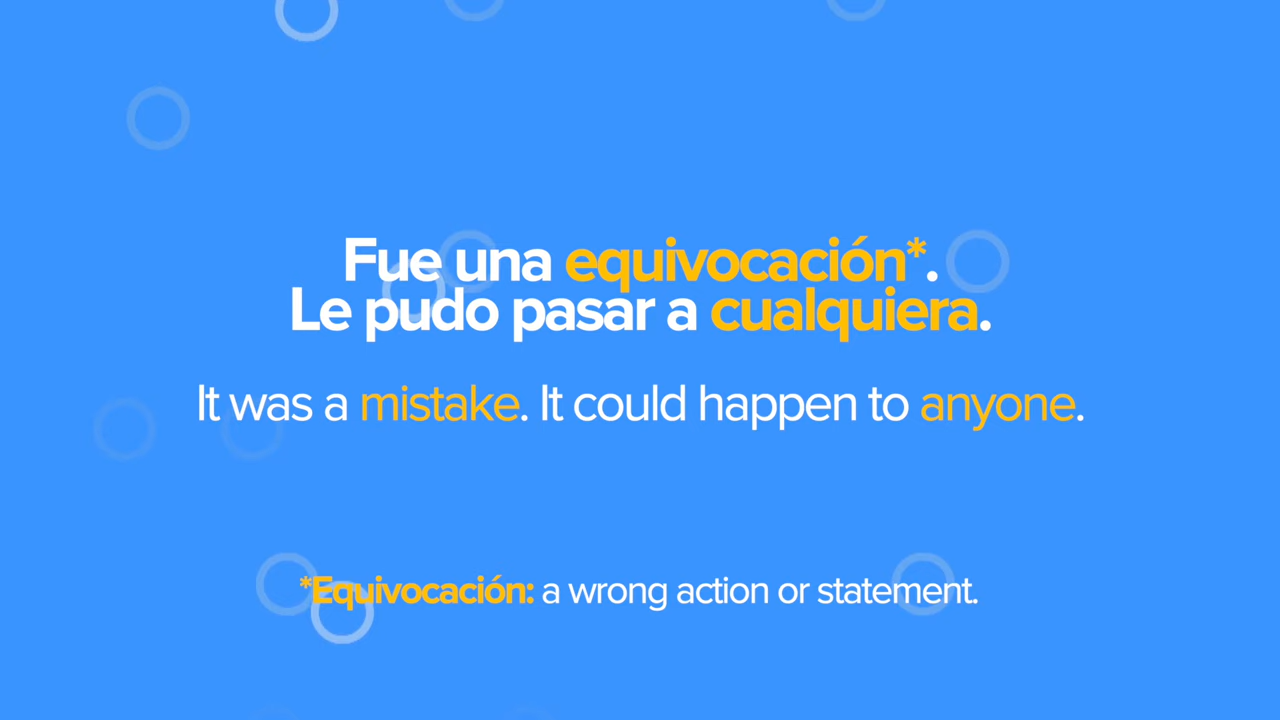 Fue una equivocación*.
Le pudo pasar a cualquiera.
It was a mistake. It could happen to anyone.
*Equivocación: a wrong action or statement.